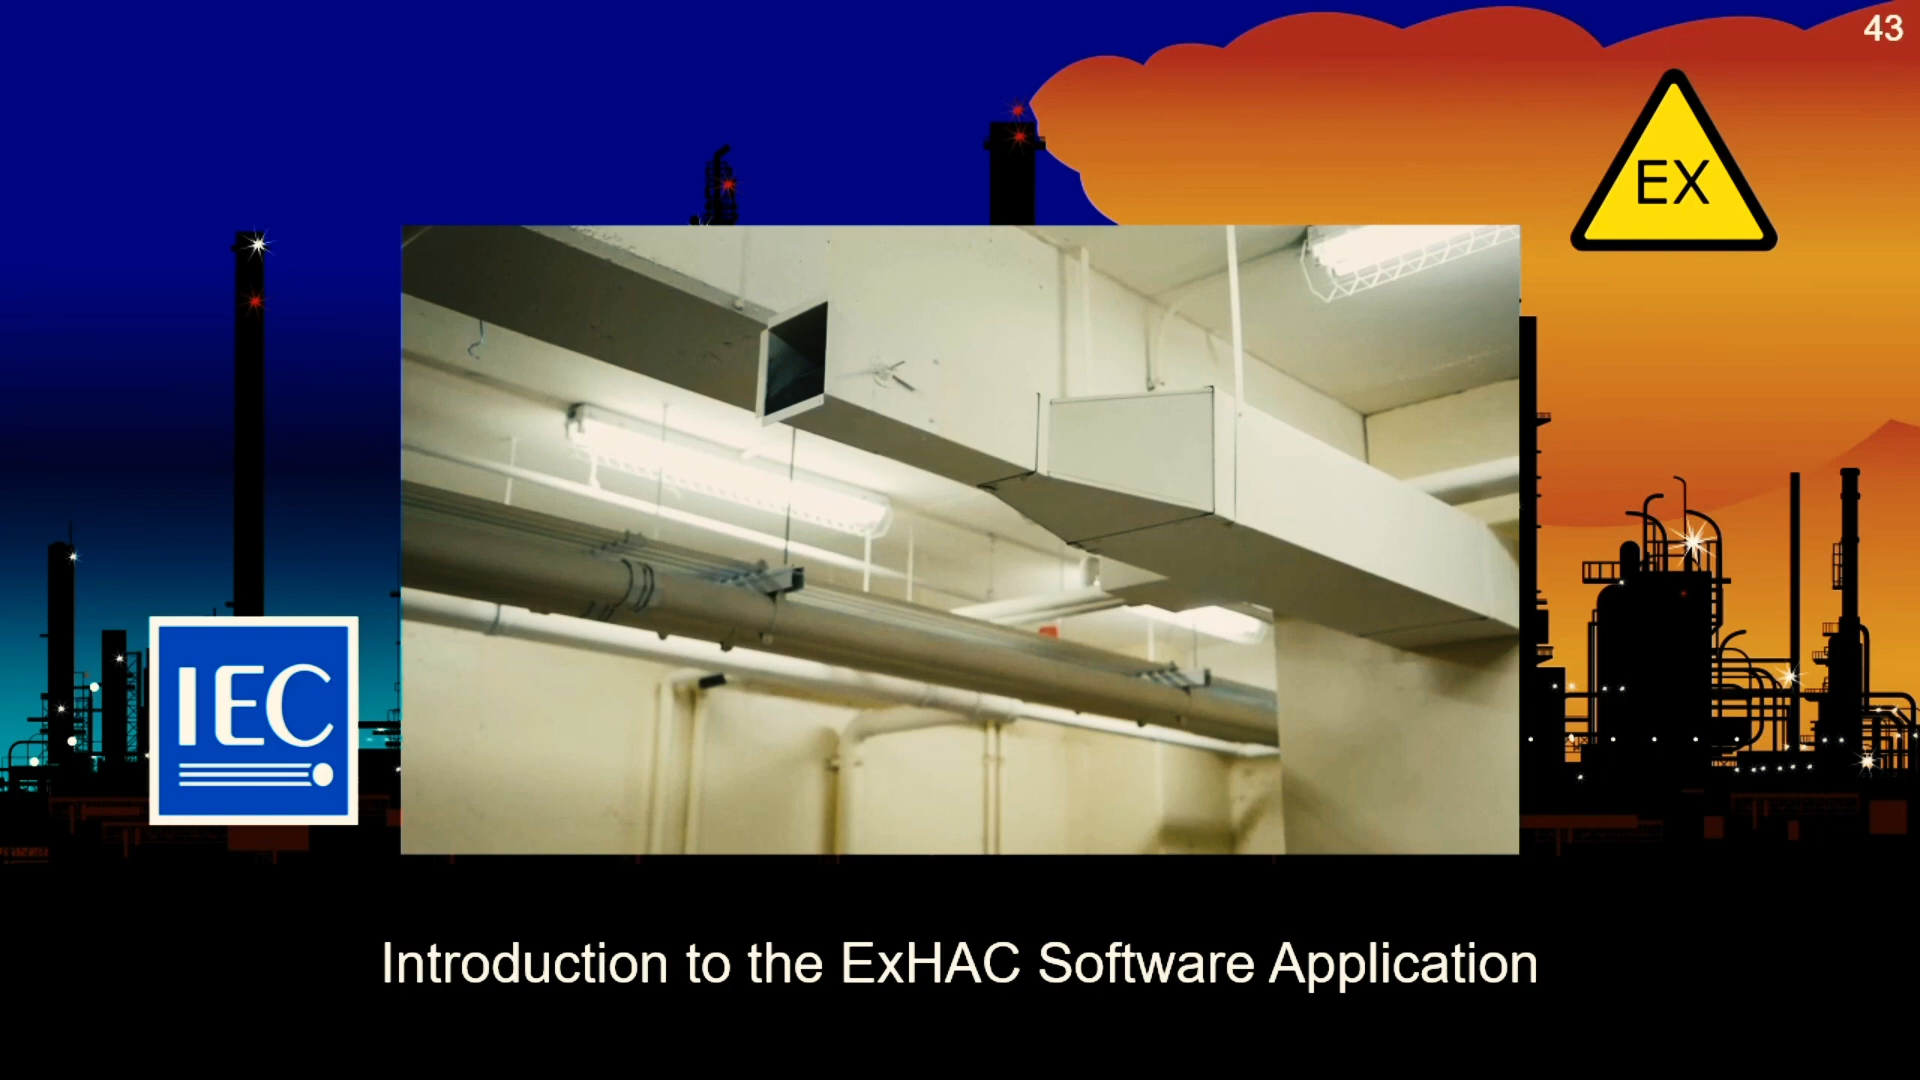 43
EX
IEC
Introduction to the ExHAC Software Application